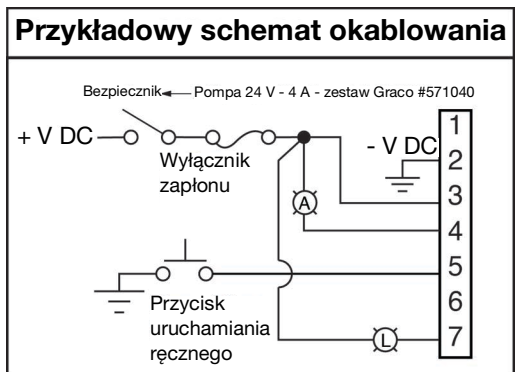 Przykładowy schemat okablowania
Bezpiecznik Pompa 24 V - 4 A - zestaw Graco #571040
+ V DC
Wyłącznik
zapłonu
- V DC
1
2
3
4
5
6
7
A
Przycisk
uruchamiania
ręcznego
L